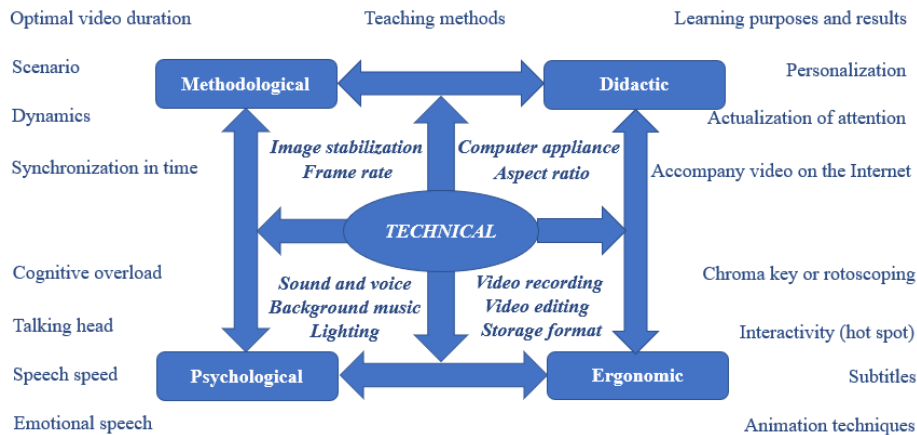 Optimal video duration
Teaching methods
Learning purposes and results
Scenario
Methodological
Didactic
Personalization
Dynamics
Actualization of attention
Image stabilization
Frame rate
Computer appliance
Aspect ratio
Synchronization in time
Accompany video on the Internet
TECHNICAL
Cognitive overload
Sound and voice
Background music
Lighting
Video recording
Video editing
Storage format
Chroma key or rotoscoping
Talking head
Interactivity (hot spot)
Speech speed
Psychological
Ergonomic
Subtitles
Emotional speech
Animation techniques